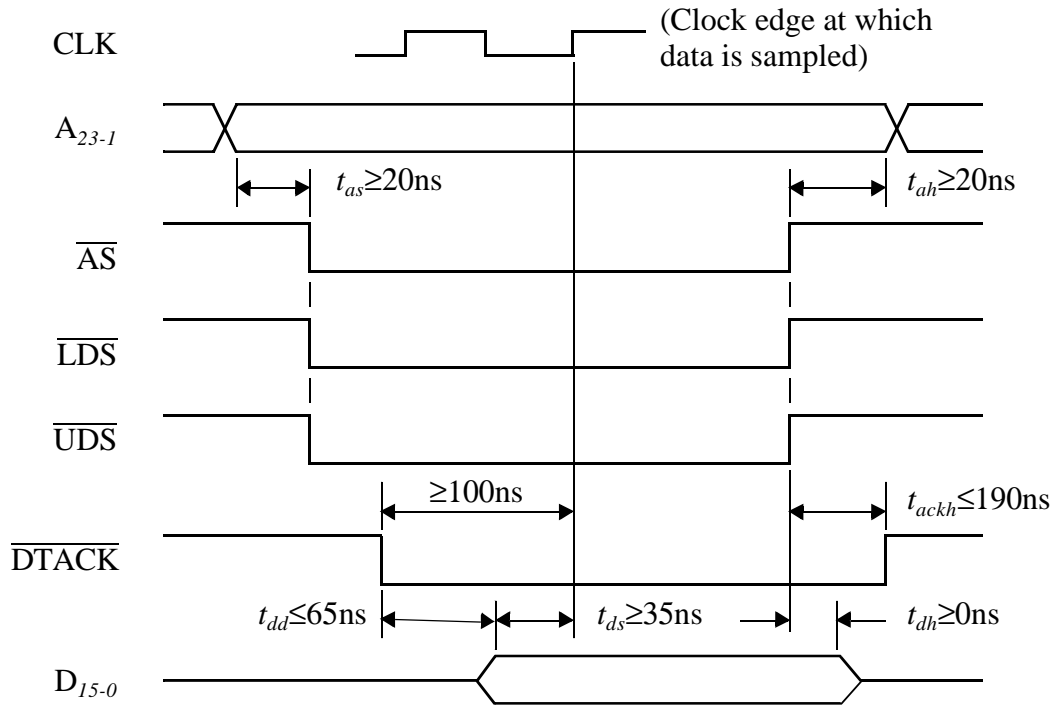 CLK
(Clock edge at which
data is sampled)
A23-1
tas≥20ns
tah≥20ns
AS
LDS
UDS
≥100ns
tackh≤190ns
DTACK
tdd≤65ns
tds≥35ns
tdh≥0ns
D15-0